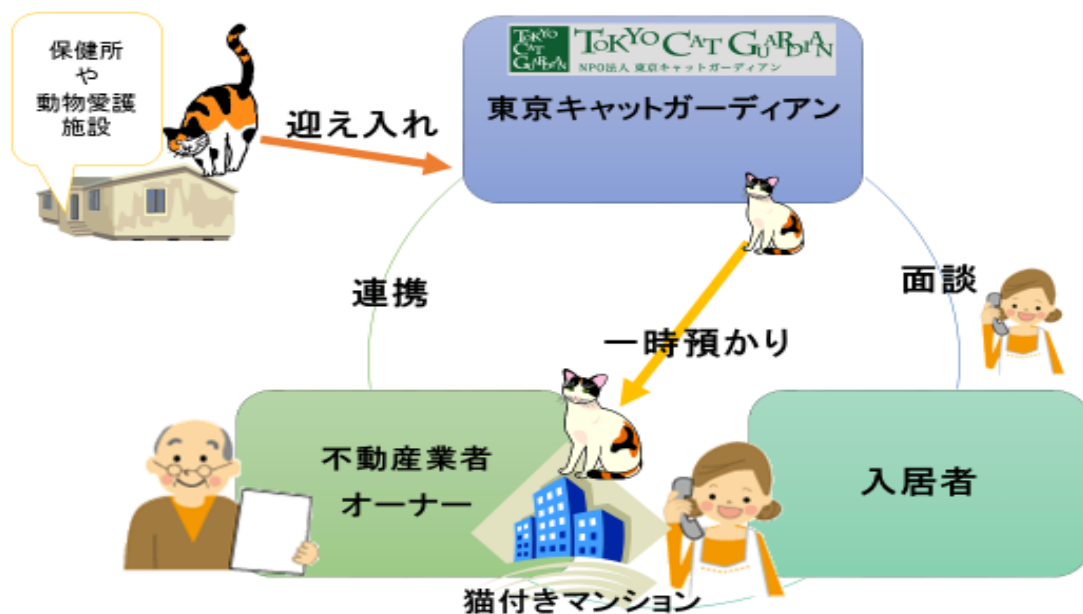 保健所
や
動物愛護
施設
迎え入れ
TOKYO
CAT
GUARDIAN
TOKYO CAT GUARDIAN
NPO法人 東京キャットガーディアン
東京キャットガーディアン
連携
面談
一時預かり
不動産業者
オーナー
入居者
猫付きマンション